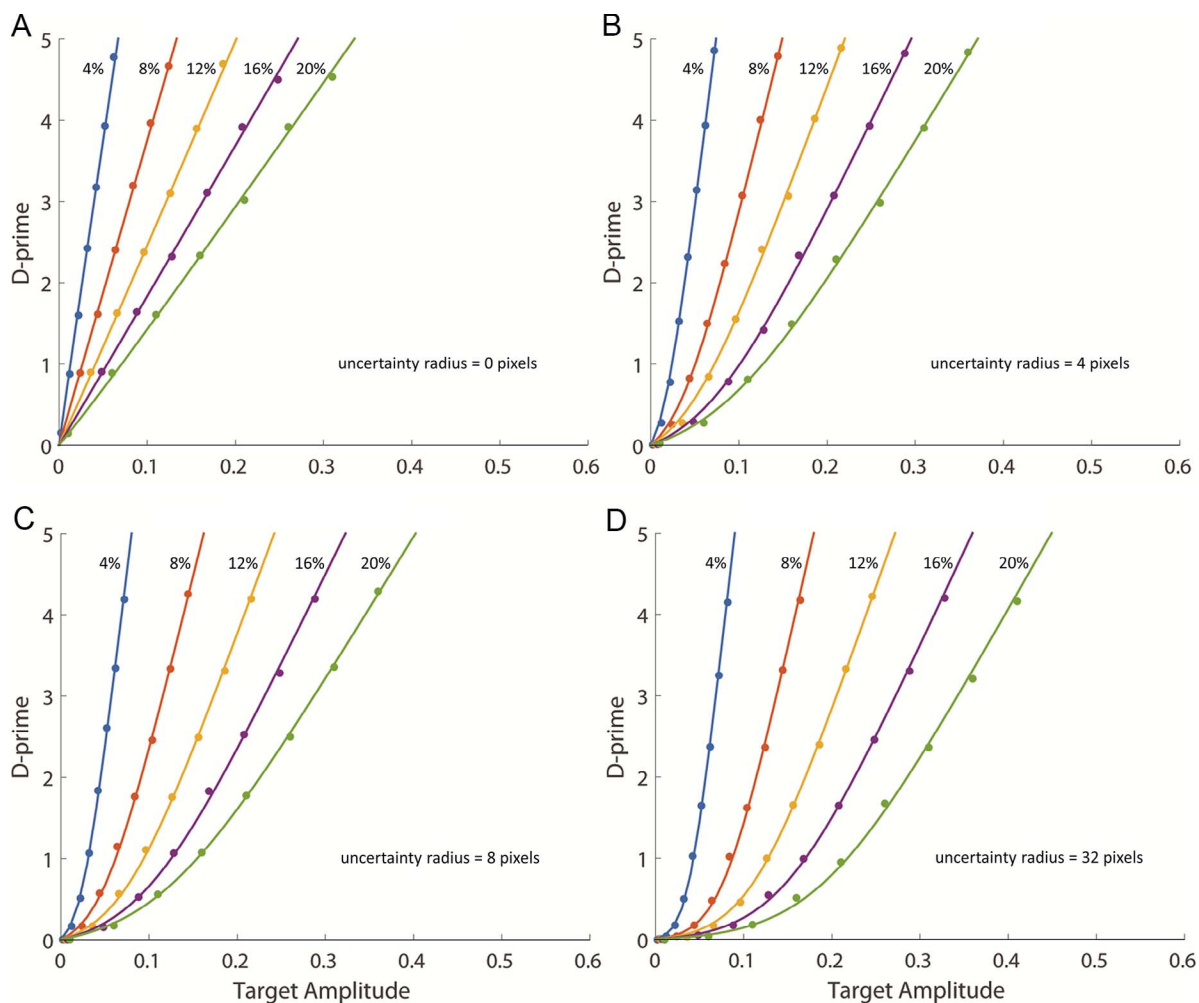 A
5
4
3
2
1
0
D-prime
4% 8% 12% 16% 20%
uncertainty radius = 0 pixels
0 0.1 0.2 0.3 0.4 0.5 0.6
B
5
4
3
2
1
0
D-prime
4% 8% 12% 16% 20%
uncertainty radius = 4 pixels
0 0.1 0.2 0.3 0.4 0.5 0.6
C
5
4
3
2
1
0
D-prime
4% 8% 12% 16% 20%
uncertainty radius = 8 pixels
0 0.1 0.2 0.3 0.4 0.5 0.6
Target Amplitude
D
5
4
3
2
1
0
D-prime
4% 8% 12% 16% 20%
uncertainty radius = 32 pixels
0 0.1 0.2 0.3 0.4 0.5 0.6
Target Amplitude